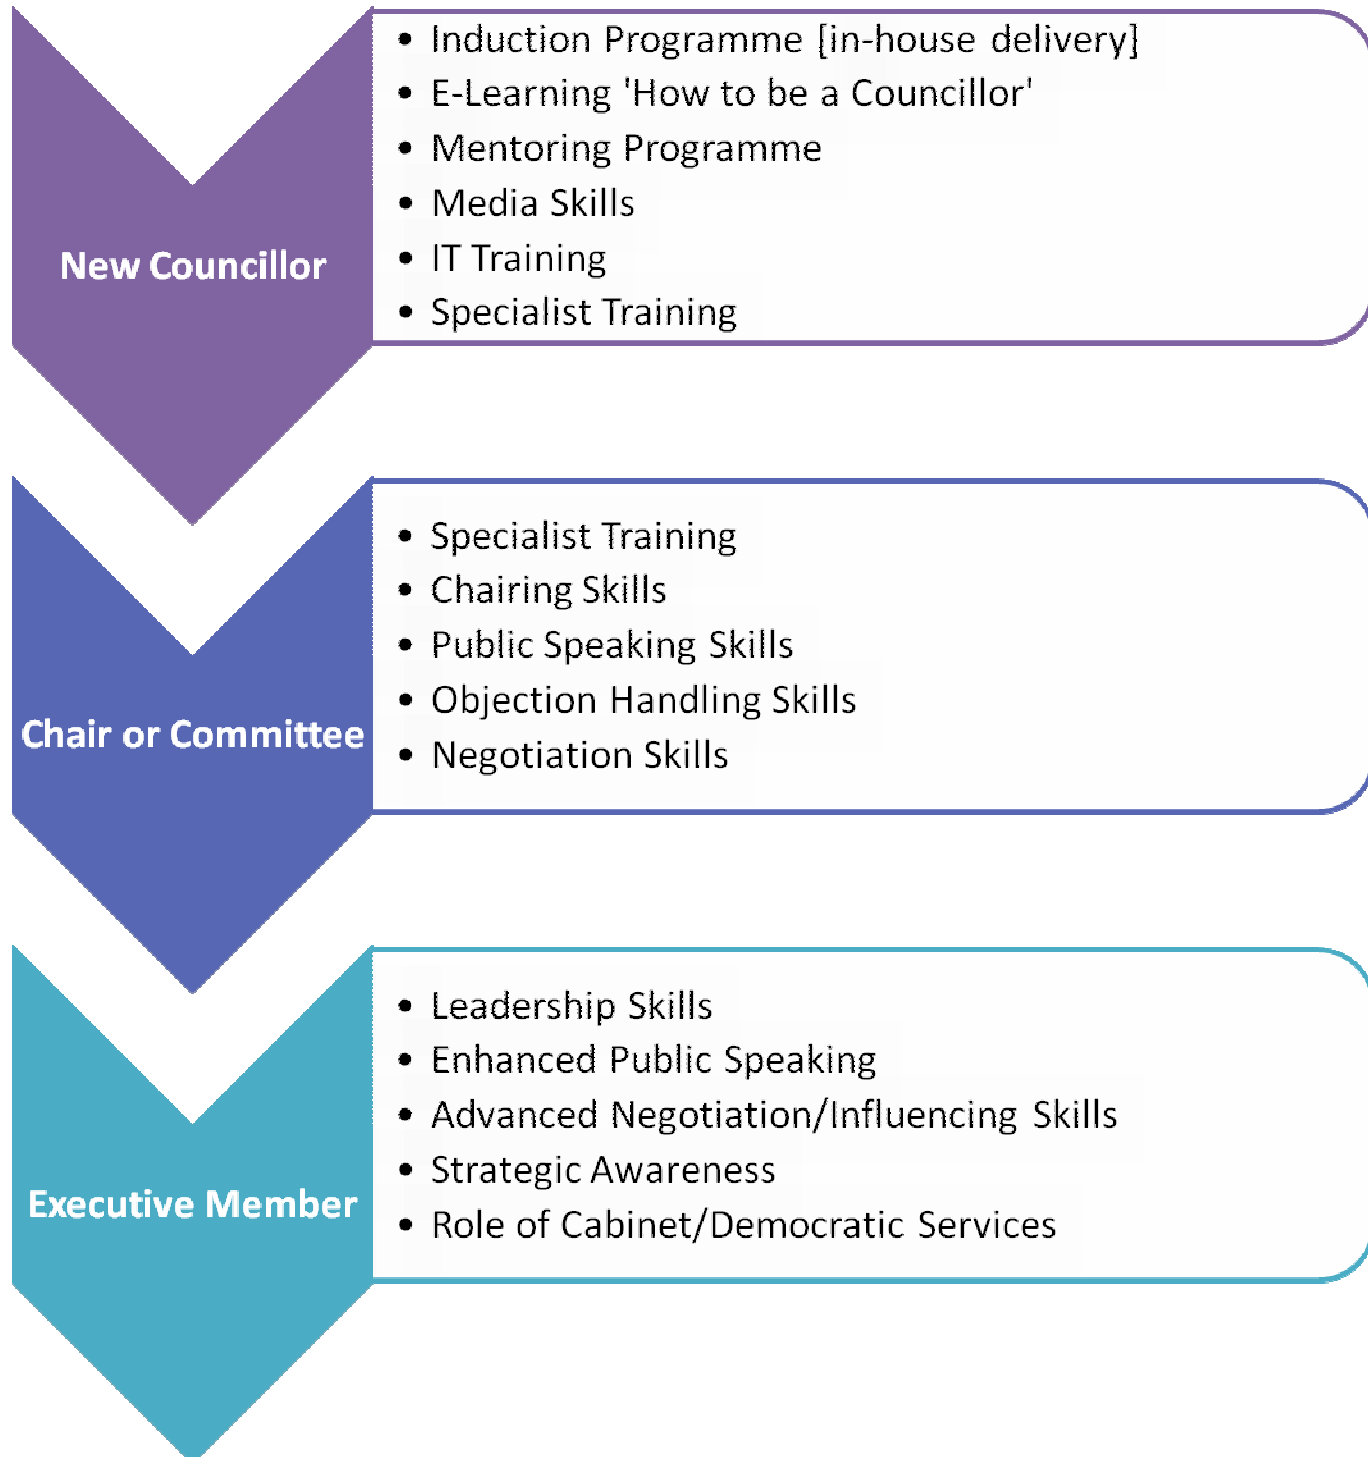 New Councillor
• Induction Programme [in-house delivery]
• E-Learning 'How to be a Councillor'
• Mentoring Programme
• Media Skills
• IT Training
• Specialist Training
Chair or Committee
• Specialist Training
• Chairing Skills
• Public Speaking Skills
• Objection Handling Skills
• Negotiation Skills
Executive Member
• Leadership Skills
• Enhanced Public Speaking
• Advanced Negotiation/Influencing Skills
• Strategic Awareness
• Role of Cabinet/Democratic Services